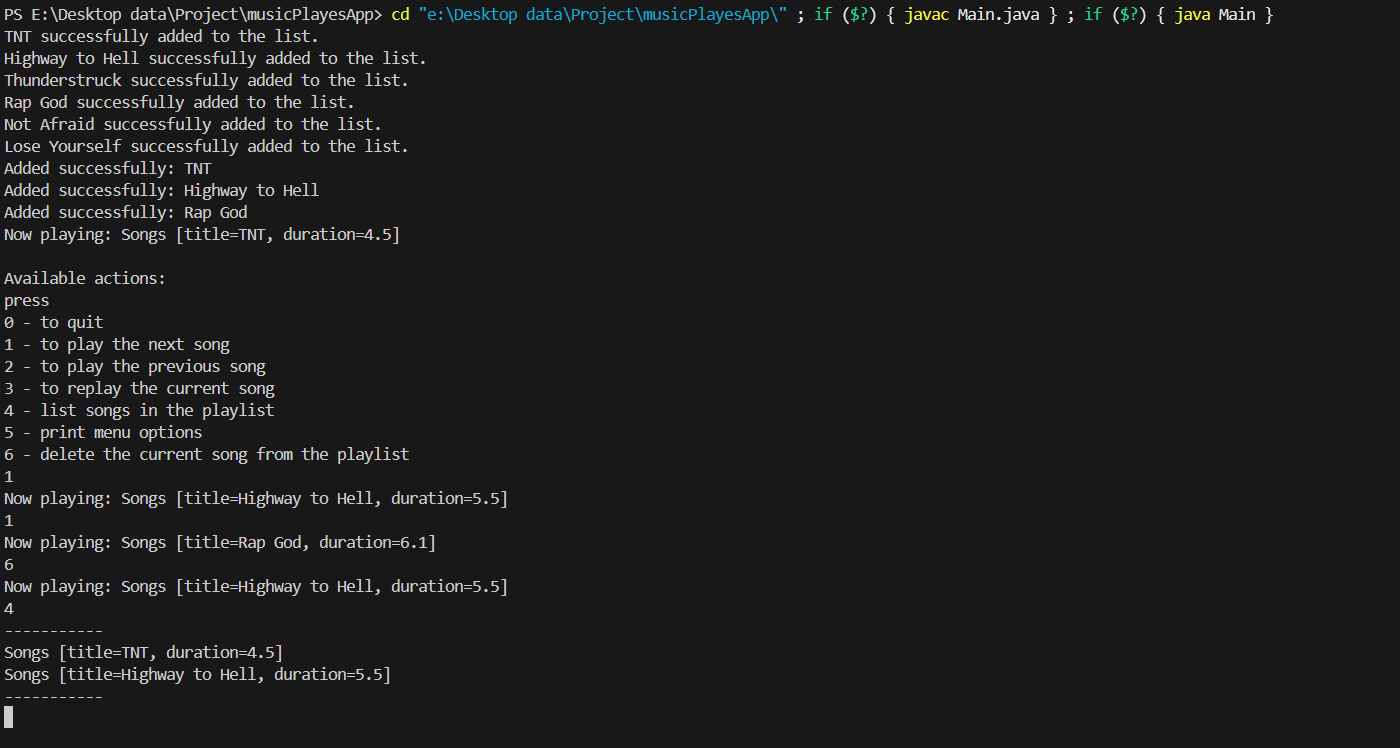 PS E:\Desktop data\Project\musicPlayesApp> cd "e:\Desktop data\Project\musicPlayesApp\" ; if ($?) { javac Main.java } ; if ($?) { java Main }
TNT successfully added to the list.
Highway to Hell successfully added to the list.
Thunderstruck successfully added to the list.
Rap God successfully added to the list.
Not Afraid successfully added to the list.
Lose Yourself successfully added to the list.
Added successfully: TNT
Added successfully: Highway to Hell
Added successfully: Rap God
Now playing: Songs [title=TNT, duration=4.5]

Available actions:
press
0 - to quit
1 - to play the next song
2 - to play the previous song
3 - to replay the current song
4 - list songs in the playlist
5 - print menu options
6 - delete the current song from the playlist
1
Now playing: Songs [title=Highway to Hell, duration=5.5]
1
Now playing: Songs [title=Rap God, duration=6.1]
6
Now playing: Songs [title=Highway to Hell, duration=5.5]
4
-----------
Songs [title=TNT, duration=4.5]
Songs [title=Highway to Hell, duration=5.5]
-----------